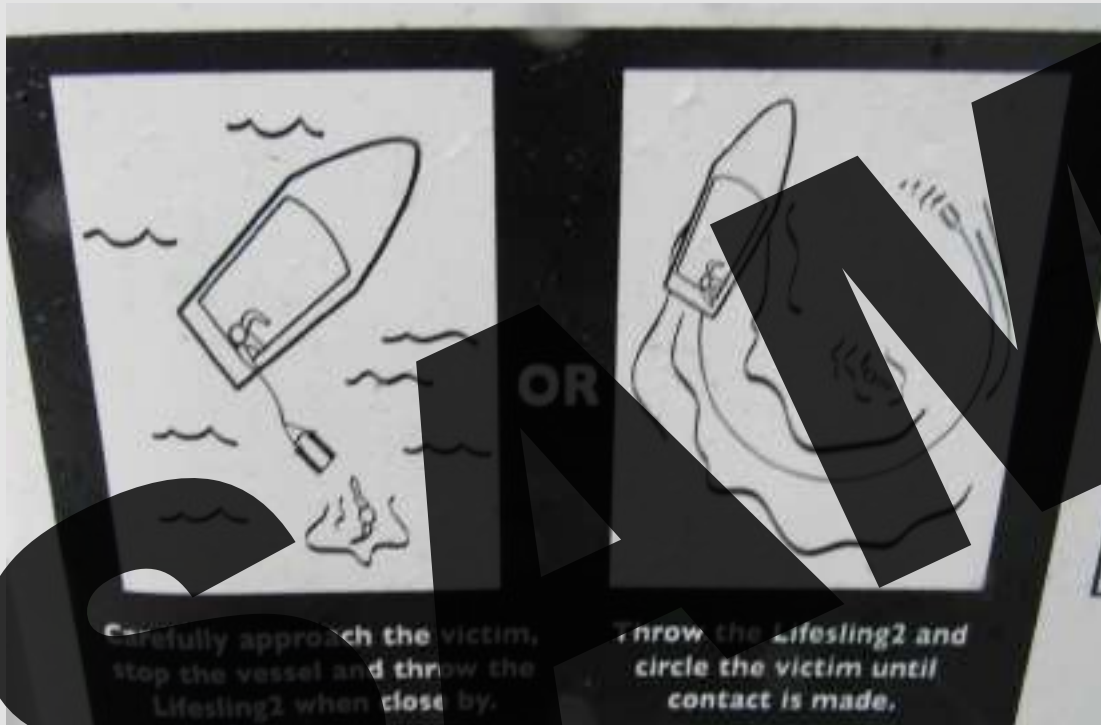 OR
Carefully approach the victim,
stop the vessel and throw the
Lifesling2 when close by.
Throw the Lifesling2 and
circle the victim until
contact is made.
SAM